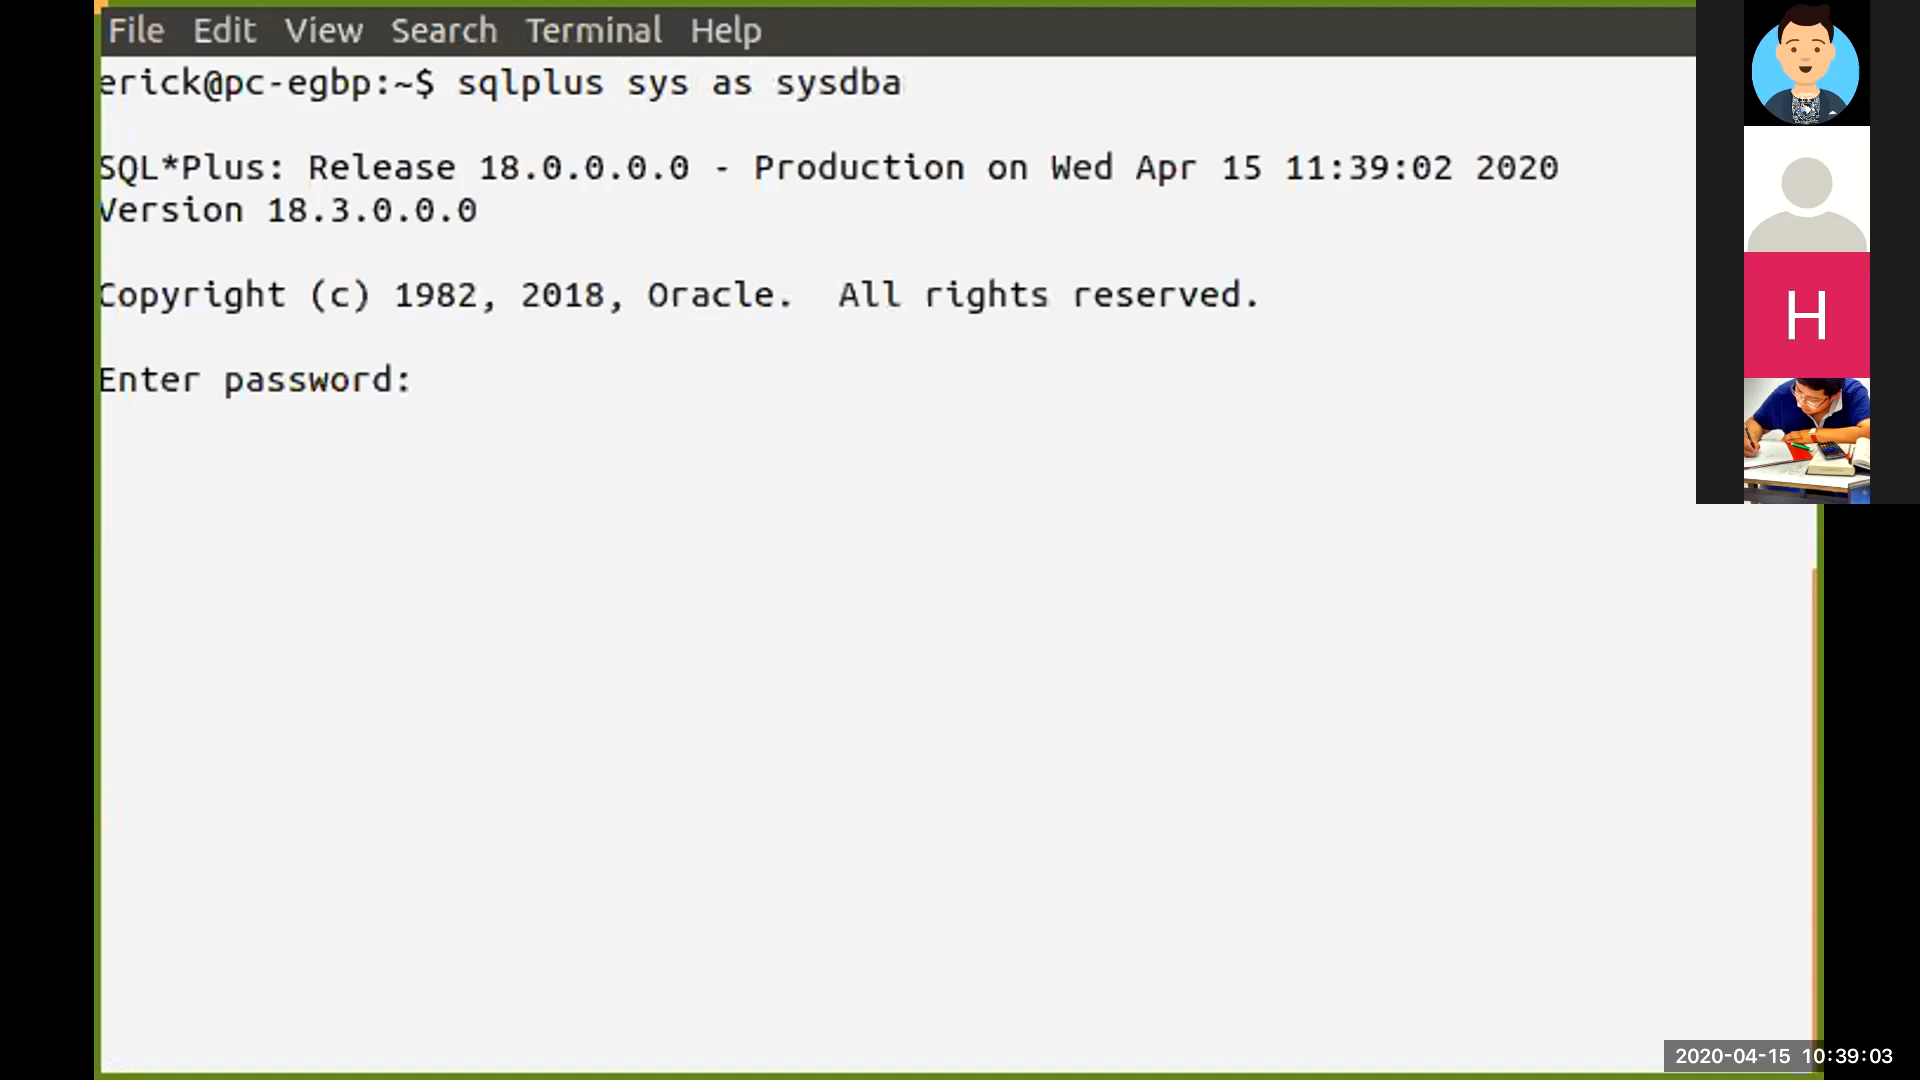 File Edit View Search Terminal Help
erick@pc-egbp:~$ sqlplus sys as sysdba
SQL*Plus: Release 18.0.0.0.0 - Production on Wed Apr 15 11:39:02 2020
Version 18.3.0.0.0
Copyright (c) 1982, 2018, Oracle.  All rights reserved.
Enter password:
H
2020-04-15 10:39:03